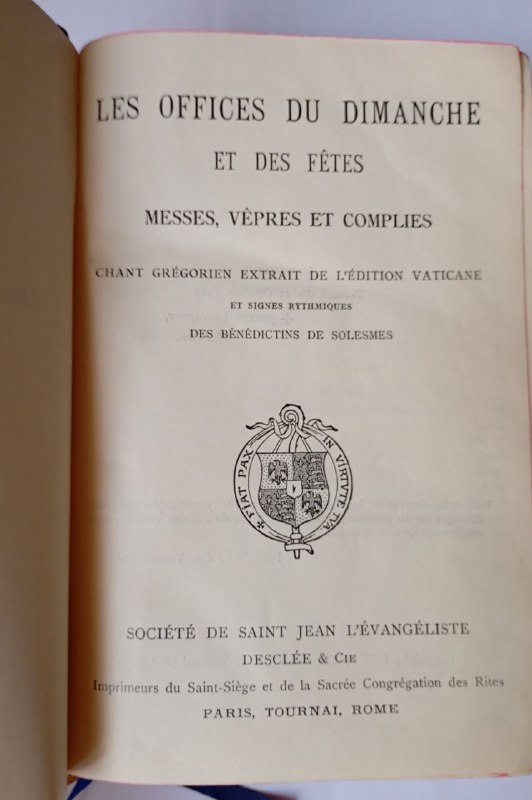 LES OFFICES DU DIMANCHE
ET DES FÊTES
MESSES, VÊPRES ET COMPLIES
CHANT GRÉGORIEN EXTRAIT DE L'ÉDITION VATICANE
ET SIGNES RYTHMIQUES
DES BÉNÉDICTINS DE SOLESMES
✠ FIAT PAX IN VIRTVTE TVA
SOCIÉTÉ DE SAINT JEAN L'ÉVANGÉLISTE
DESCLÉE & CIE
Imprimeurs du Saint-Siège et de la Sacrée Congrégation des Rites
PARIS, TOURNAI, ROME